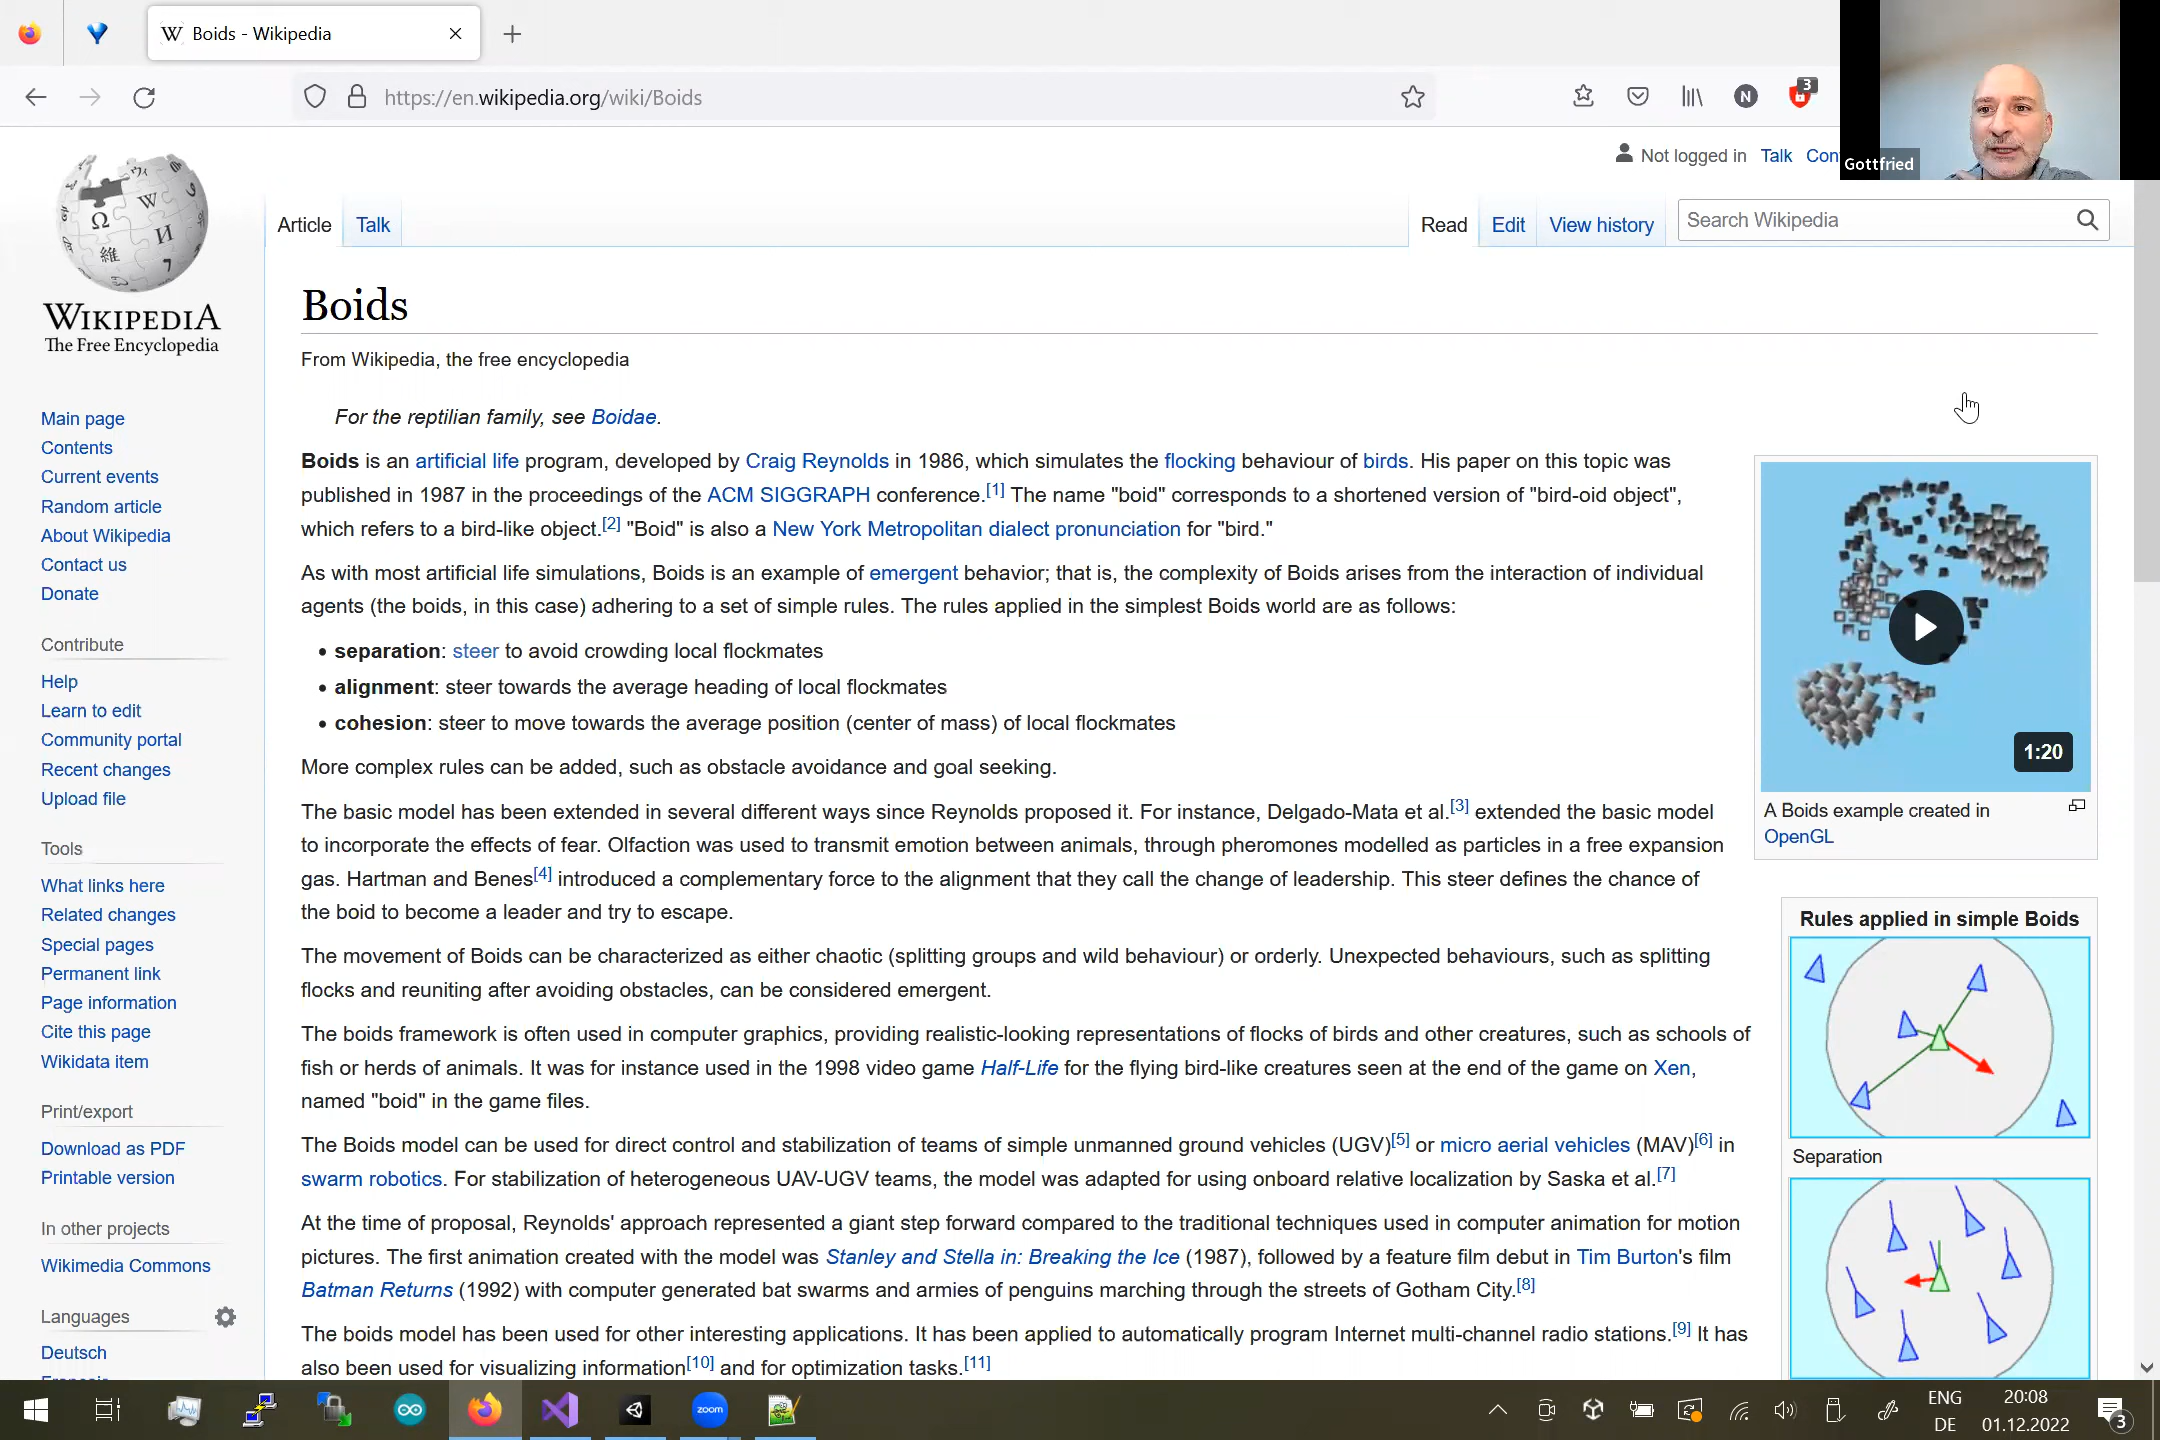 Boids - Wikipedia
https://en.wikipedia.org/wiki/Boids
N
3
Gottfried
Not logged in Talk Con
WIKIPEDIA
The Free Encyclopedia
Article Talk
Read Edit View history
Search Wikipedia
Main page
Contents
Current events
Random article
About Wikipedia
Contact us
Donate
Contribute
Help
Learn to edit
Community portal
Recent changes
Upload file
Tools
What links here
Related changes
Special pages
Permanent link
Page information
Cite this page
Wikidata item
Print/export
Download as PDF
Printable version
In other projects
Wikimedia Commons
Languages
Deutsch
Boids
From Wikipedia, the free encyclopedia
For the reptilian family, see Boidae.
Boids is an artificial life program, developed by Craig Reynolds in 1986, which simulates the flocking behaviour of birds. His paper on this topic was
published in 1987 in the proceedings of the ACM SIGGRAPH conference.[1] The name "boid" corresponds to a shortened version of "bird-oid object",
which refers to a bird-like object.[2] "Boid" is also a New York Metropolitan dialect pronunciation for "bird."
As with most artificial life simulations, Boids is an example of emergent behavior; that is, the complexity of Boids arises from the interaction of individual
agents (the boids, in this case) adhering to a set of simple rules. The rules applied in the simplest Boids world are as follows:
• separation: steer to avoid crowding local flockmates
• alignment: steer towards the average heading of local flockmates
• cohesion: steer to move towards the average position (center of mass) of local flockmates
More complex rules can be added, such as obstacle avoidance and goal seeking.
The basic model has been extended in several different ways since Reynolds proposed it. For instance, Delgado-Mata et al.[3] extended the basic model
to incorporate the effects of fear. Olfaction was used to transmit emotion between animals, through pheromones modelled as particles in a free expansion
gas. Hartman and Benes[4] introduced a complementary force to the alignment that they call the change of leadership. This steer defines the chance of
the boid to become a leader and try to escape.
The movement of Boids can be characterized as either chaotic (splitting groups and wild behaviour) or orderly. Unexpected behaviours, such as splitting
flocks and reuniting after avoiding obstacles, can be considered emergent.
The boids framework is often used in computer graphics, providing realistic-looking representations of flocks of birds and other creatures, such as schools of
fish or herds of animals. It was for instance used in the 1998 video game Half-Life for the flying bird-like creatures seen at the end of the game on Xen,
named "boid" in the game files.
The Boids model can be used for direct control and stabilization of teams of simple unmanned ground vehicles (UGV)[5] or micro aerial vehicles (MAV)[6] in
swarm robotics. For stabilization of heterogeneous UAV-UGV teams, the model was adapted for using onboard relative localization by Saska et al.[7]
At the time of proposal, Reynolds' approach represented a giant step forward compared to the traditional techniques used in computer animation for motion
pictures. The first animation created with the model was Stanley and Stella in: Breaking the Ice (1987), followed by a feature film debut in Tim Burton's film
Batman Returns (1992) with computer generated bat swarms and armies of penguins marching through the streets of Gotham City.[8]
The boids model has been used for other interesting applications. It has been applied to automatically program Internet multi-channel radio stations.[9] It has
also been used for visualizing information[10] and for optimization tasks.[11]
1:20
A Boids example created in
OpenGL
Rules applied in simple Boids
Separation
zoom
ENG
DE
20:08
01.12.2022
3